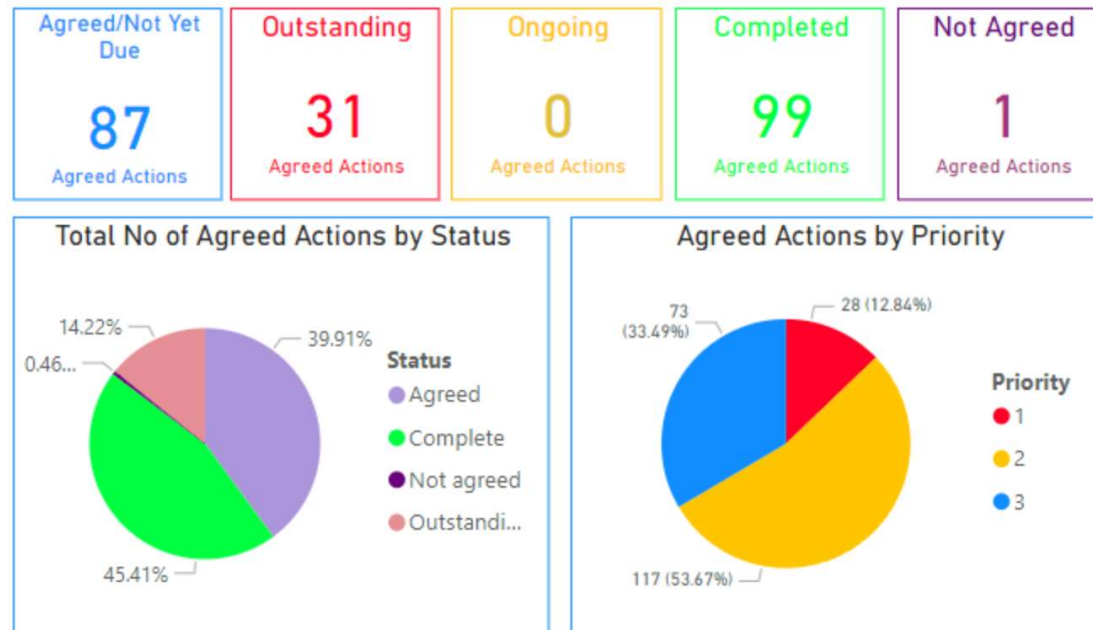 Agreed/Not Yet
Due
87
Agreed Actions
Outstanding
31
Agreed Actions
Ongoing
0
Agreed Actions
Completed
99
Agreed Actions
Not Agreed
1
Agreed Actions
Total No of Agreed Actions by Status
14.22%
0.46...
39.91%
45.41%
Status
Agreed
Complete
Not agreed
Outstandi...
Agreed Actions by Priority
73
(33.49%)
28 (12.84%)
117 (53.67%)
Priority
1
2
3